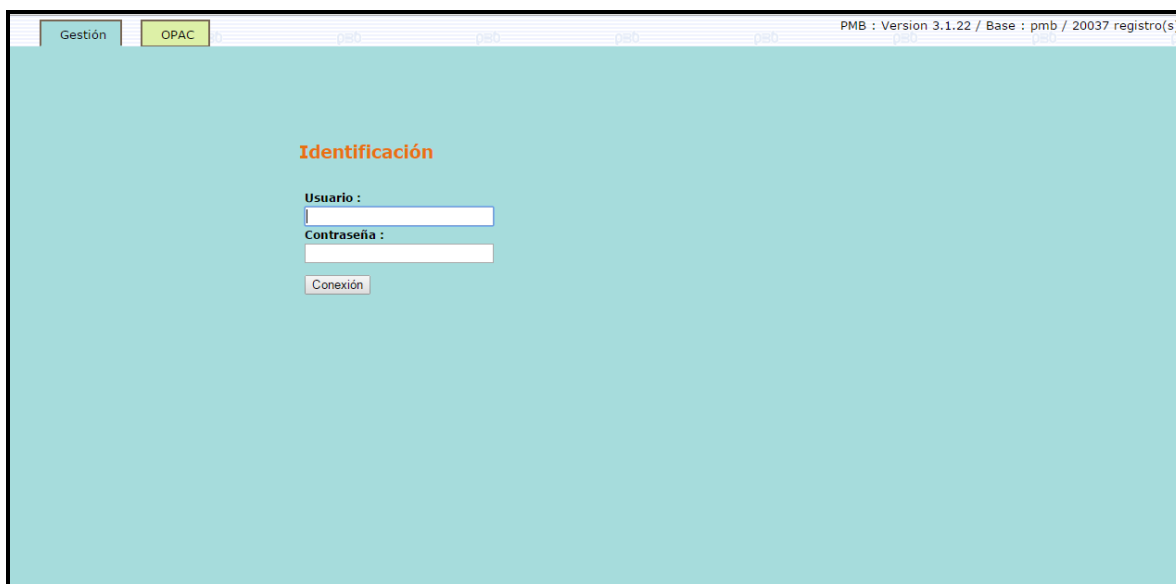 Gestión
OPAC
PMB : Version 3.1.22 / Base : pmb / 20037 registro(s
Identificación
Usuario :
Contraseña :
Conexión